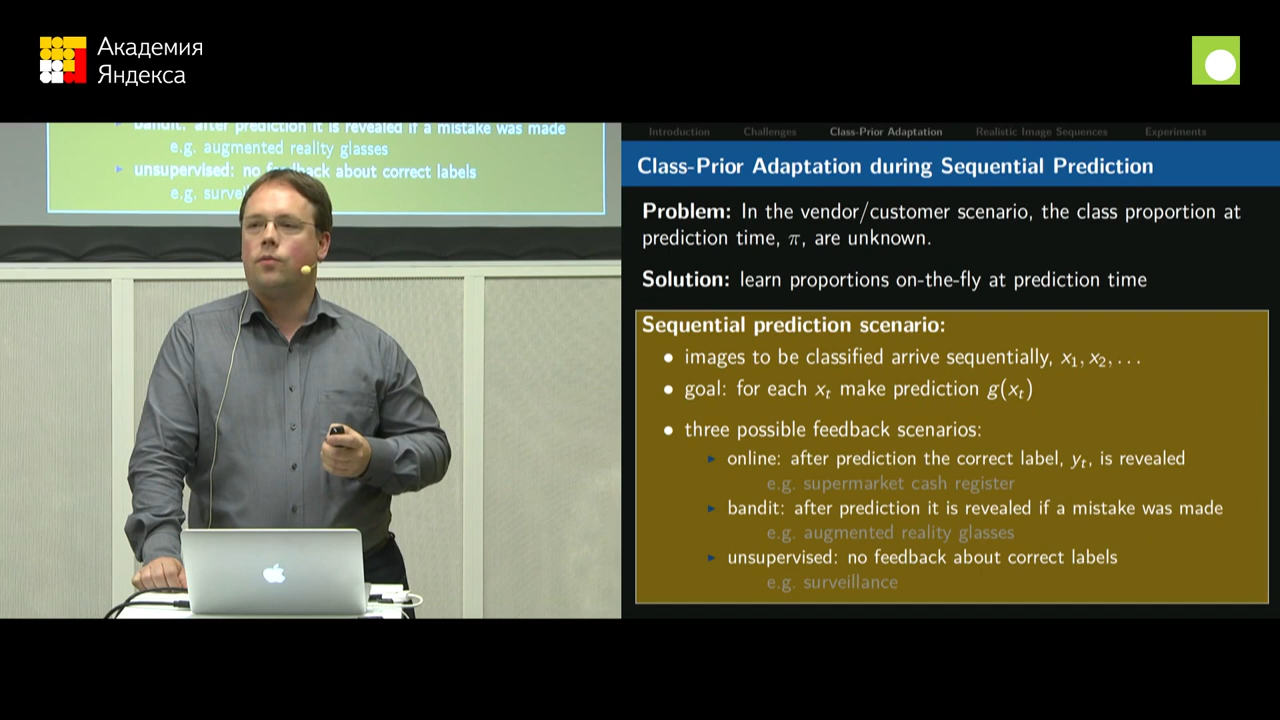 Академия
Яндекса
bandit: after prediction it is revealed if a mistake was made
e.g. augmented reality glasses
unsupervised: no feedback about correct labels
e.g. surve
Introduction Challenges Class-Prior Adaptation Realistic Image Sequences Experiments
Class-Prior Adaptation during Sequential Prediction
Problem: In the vendor/customer scenario, the class proportion at
prediction time, π, are unknown.
Solution: learn proportions on-the-fly at prediction time
Sequential prediction scenario:
• images to be classified arrive sequentially, x₁, x₂, . . .
• goal: for each xₜ make prediction g(xₜ)
• three possible feedback scenarios:
▸ online: after prediction the correct label, yₜ, is revealed
e.g. supermarket cash register
▸ bandit: after prediction it is revealed if a mistake was made
e.g. augmented reality glasses
▸ unsupervised: no feedback about correct labels
e.g. surveillance